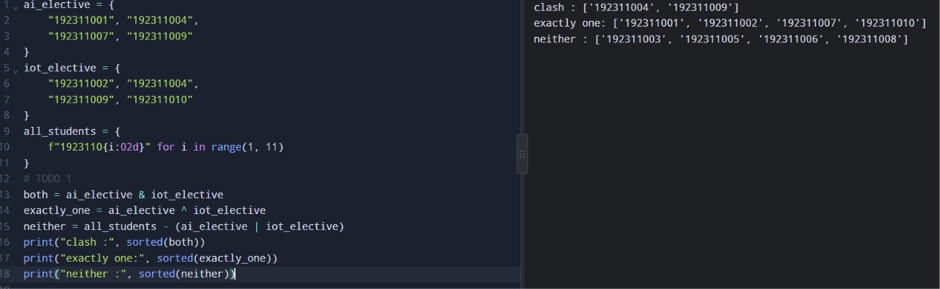 1 ai_elective = {
2     "192311001", "192311004",
3     "192311007", "192311009"
4 }
5 iot_elective = {
6     "192311002", "192311004",
7     "192311009", "192311010"
8 }
9 all_students = {
10     f"1923110{i:02d}" for i in range(1, 11)
11 }
12 # TODO 1
13 both = ai_elective & iot_elective
14 exactly_one = ai_elective ^ iot_elective
15 neither = all_students - (ai_elective | iot_elective)
16 print("clash :", sorted(both))
17 print("exactly one:", sorted(exactly_one))
18 print("neither :", sorted(neither))
clash : ['192311004', '192311009']
exactly one: ['192311001', '192311002', '192311007', '192311010']
neither : ['192311003', '192311005', '192311006', '192311008']